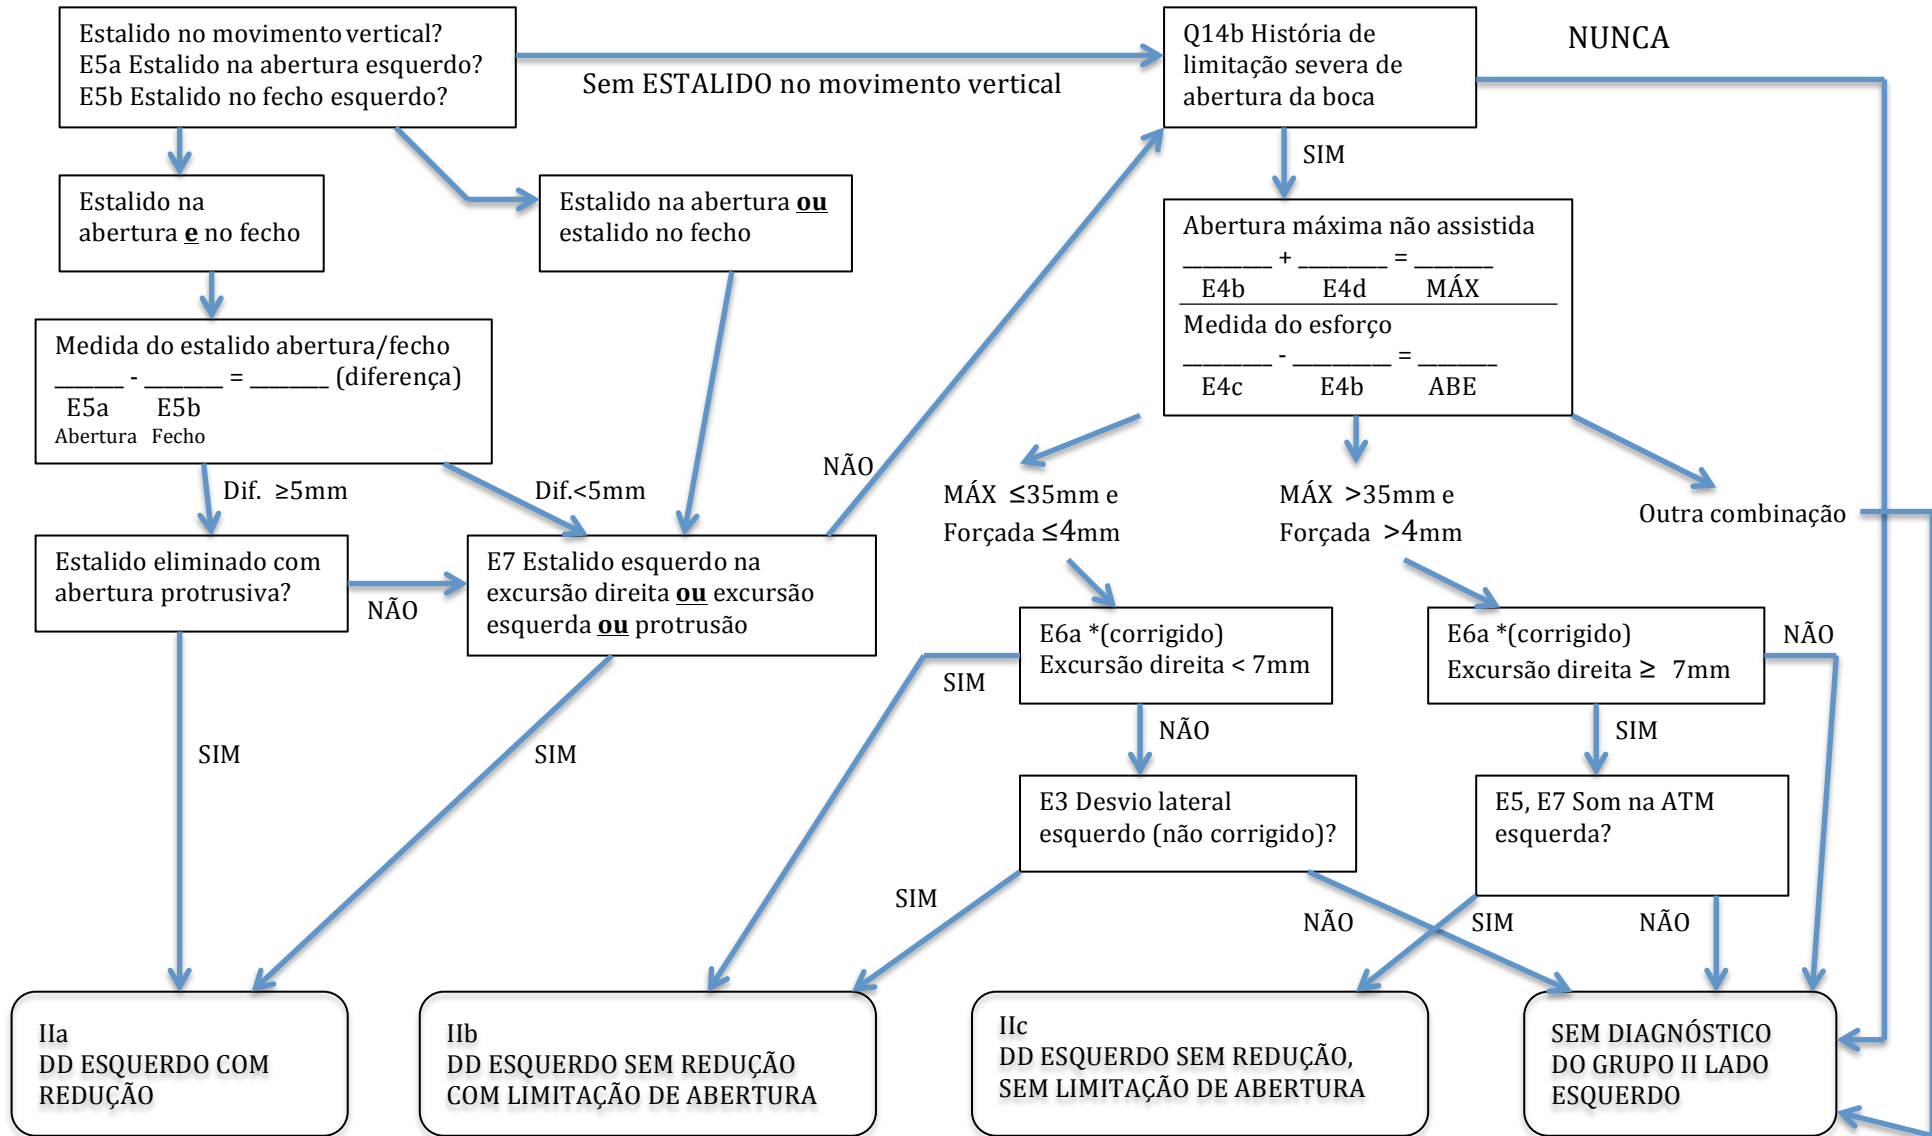 Estalido no movimento vertical?
E5a Estalido na abertura esquerdo?
E5b Estalido no fecho esquerdo?
Sem ESTALIDO no movimento vertical
Q14b História de
limitação severa de
abertura da boca
NUNCA
SIM
Estalido na
abertura e no fecho
Estalido na abertura ou
estalido no fecho
Abertura máxima não assistida
_________ + _________ = ________
E4b E4d MÁX
Medida do esforço
_________ - __________ = ________
E4c E4b ABE
Medida do estalido abertura/fecho
_______ - ________ = ________ (diferença)
E5a E5b
Abertura Fecho
NÃO
Dif. ≥5mm
Dif.<5mm
MÁX ≤35mm e
Forçada ≤4mm
MÁX >35mm e
Forçada >4mm
Outra combinação
Estalido eliminado com
abertura protrusiva?
NÃO
E7 Estalido esquerdo na
excursão direita ou excursão
esquerda ou protrusão
E6a *(corrigido)
Excursão direita < 7mm
E6a *(corrigido)
Excursão direita ≥ 7mm
NÃO
SIM
NÃO
SIM
SIM
SIM
E3 Desvio lateral
esquerdo (não corrigido)?
E5, E7 Som na ATM
esquerda?
SIM
NÃO
SIM
NÃO
IIa
DD ESQUERDO COM
REDUÇÃO
IIb
DD ESQUERDO SEM REDUÇÃO
COM LIMITAÇÃO DE ABERTURA
IIc
DD ESQUERDO SEM REDUÇÃO,
SEM LIMITAÇÃO DE ABERTURA
SEM DIAGNÓSTICO
DO GRUPO II LADO
ESQUERDO